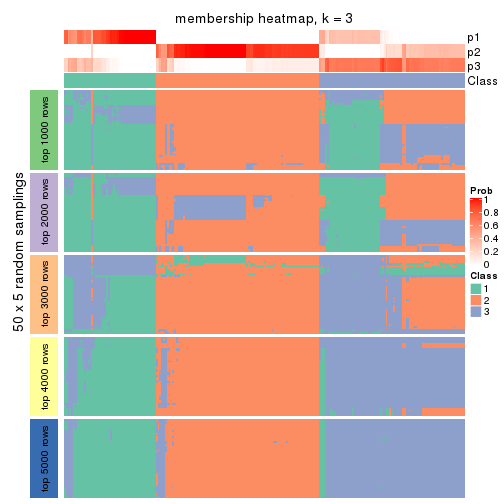 membership heatmap, k = 3
p1
p2
p3
Class
50 x 5 random samplings
top 1000 rows
top 2000 rows
top 3000 rows
top 4000 rows
top 5000 rows
Prob
1
0.8
0.6
0.4
0.2
0
Class
1
2
3